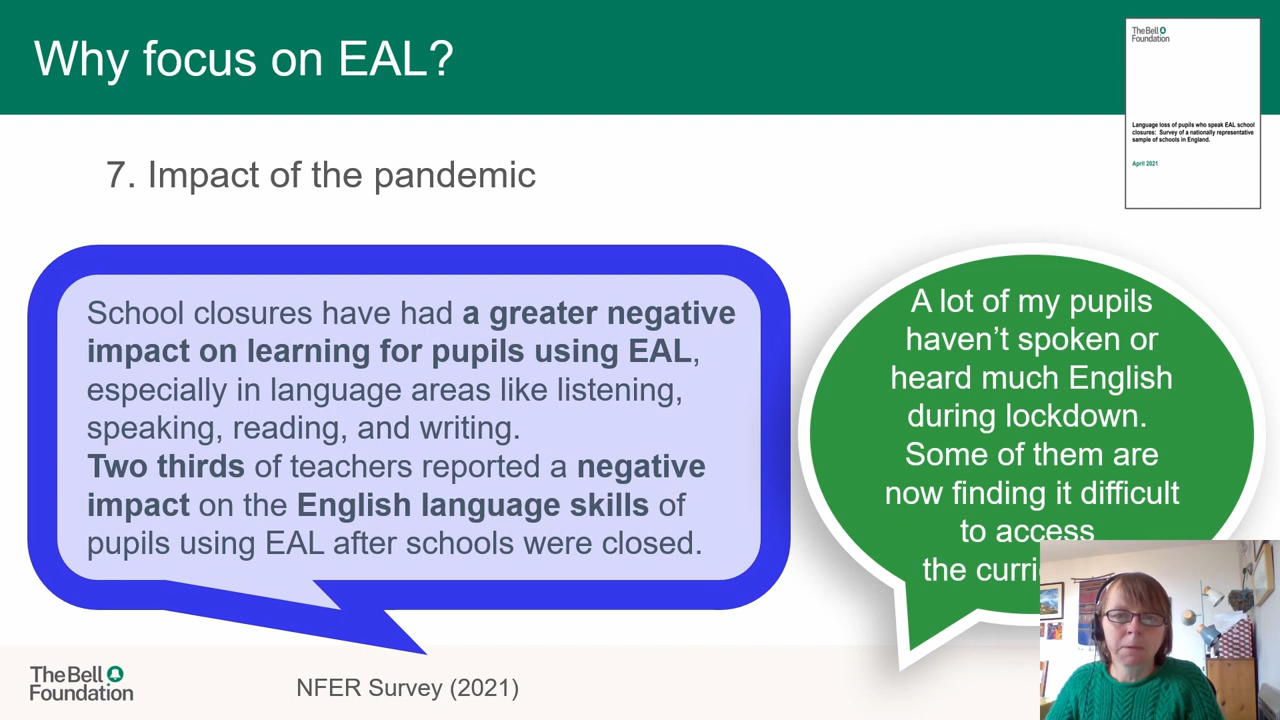 Why focus on EAL?
The Bell
Foundation
Language loss of pupils who speak EAL school
closures: Survey of a nationally representative
sample of schools in England.
April 2021
7. Impact of the pandemic
School closures have had a greater negative
impact on learning for pupils using EAL,
especially in language areas like listening,
speaking, reading, and writing.
Two thirds of teachers reported a negative
impact on the English language skills of
pupils using EAL after schools were closed.
A lot of my pupils
haven’t spoken or
heard much English
during lockdown.
Some of them are
now finding it difficult
to access
the curri
The Bell
Foundation
NFER Survey (2021)